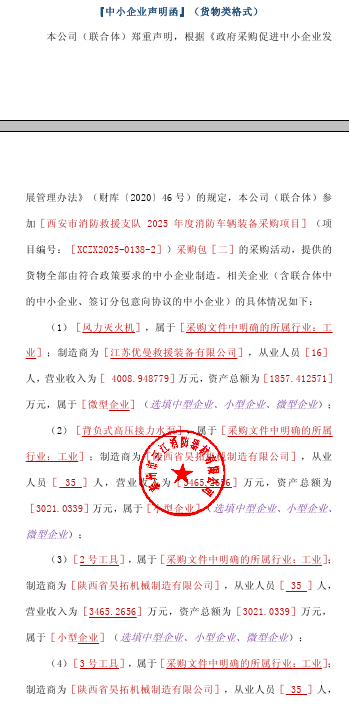 『中小企业声明函』（货物类格式）
本公司（联合体）郑重声明，根据《政府采购促进中小企业发
展管理办法》（财库〔2020〕46 号）的规定，本公司（联合体）参
加［西安市消防救援支队 2025 年度消防车辆装备采购项目］（项
目编号：［XCZX2025-0138-2］）采购包［二］的采购活动，提供的
货物全部由符合政策要求的中小企业制造。相关企业（含联合体中
的中小企业、签订分包意向协议的中小企业）的具体情况如下：
（1）［风力灭火机］，属于［采购文件中明确的所属行业：工
业］；制造商为［江苏优曼救援装备有限公司］，从业人员［16］
人，营业收入为［ 4008.948779］万元，资产总额为［1857.412571］
万元，属于［微型企业］（选填中型企业、小型企业、微型企业）；
（2）［背负式高压接力水泵］，属于［采购文件中明确的所属
行业：工业］；制造商为［陕西省昊拓机械制造有限公司］，从业
人员［ 35 ］人，营业收入为［3465.2656］万元，资产总额为
［3021.0339］万元，属于［小型企业］（选填中型企业、小型企业、
微型企业）；
（3）［2 号工具］，属于［采购文件中明确的所属行业：工业］；
制造商为［陕西省昊拓机械制造有限公司］，从业人员［ 35 ］人，
营业收入为［3465.2656］万元，资产总额为［3021.0339］万元，
属于［小型企业］（选填中型企业、小型企业、微型企业）；
（4）［3 号工具］，属于［采购文件中明确的所属行业：工业］；
制造商为［陕西省昊拓机械制造有限公司］，从业人员［ 35 ］人，